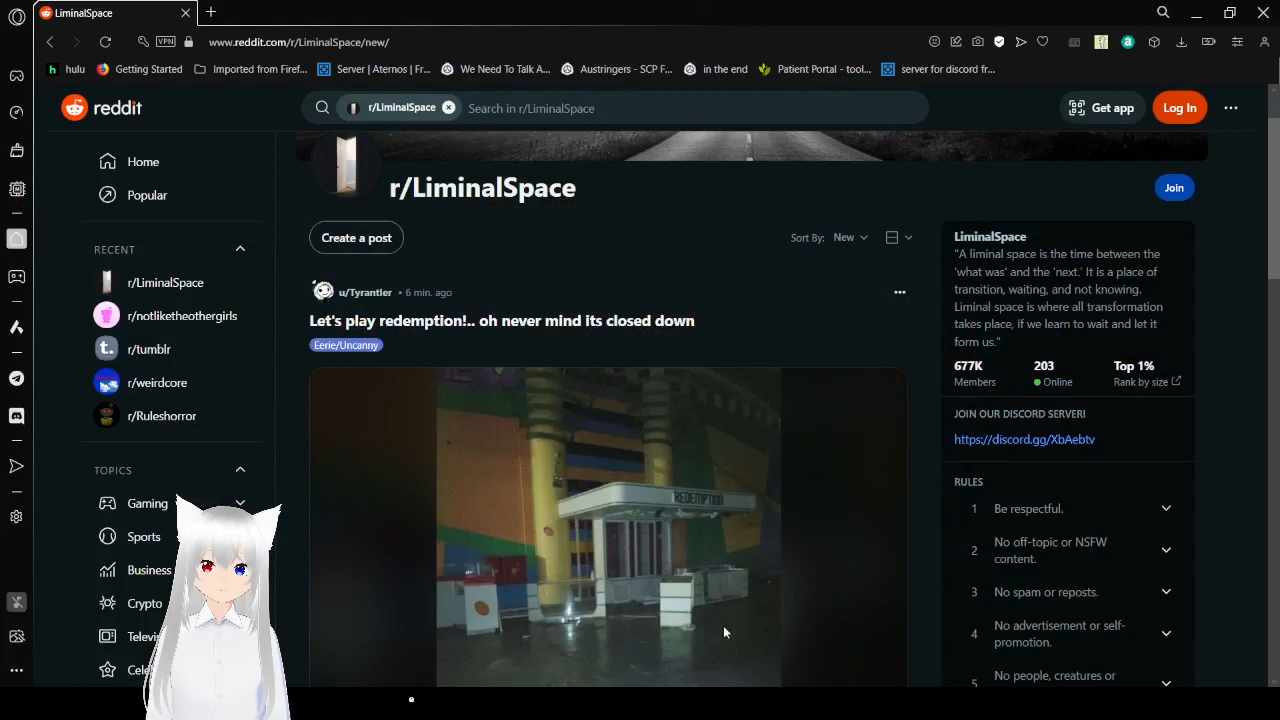 LiminalSpace
VPN
www.reddit.com/r/LiminalSpace/new/
hulu
Getting Started
Imported from Firef...
Server | Aternos | Fr...
We Need To Talk A...
Austringers - SCP F...
in the end
Patient Portal - tool...
server for discord fr...
reddit
r/LiminalSpace
Search in r/LiminalSpace
Get app
Log In
r/LiminalSpace
Join
Home
Popular
RECENT
r/LiminalSpace
r/notliketheothergirls
r/tumblr
r/weirdcore
r/Ruleshorror
TOPICS
Gaming
Sports
Business
Crypto
Televi
Cele
Create a post
Sort By: New
u/Tyrantler • 6 min. ago
Let's play redemption!.. oh never mind its closed down
Eerie/Uncanny
REDEMPTION
LiminalSpace
"A liminal space is the time between the
'what was' and the 'next.' It is a place of
transition, waiting, and not knowing.
Liminal space is where all transformation
takes place, if we learn to wait and let it
form us."
677K 203 Top 1%
Members Online Rank by size
JOIN OUR DISCORD SERVER!
https://discord.gg/XbAebtv
RULES
1 Be respectful.
2 No off-topic or NSFW
content.
3 No spam or reposts.
4 No advertisement or self-
promotion.
5 No people, creatures or